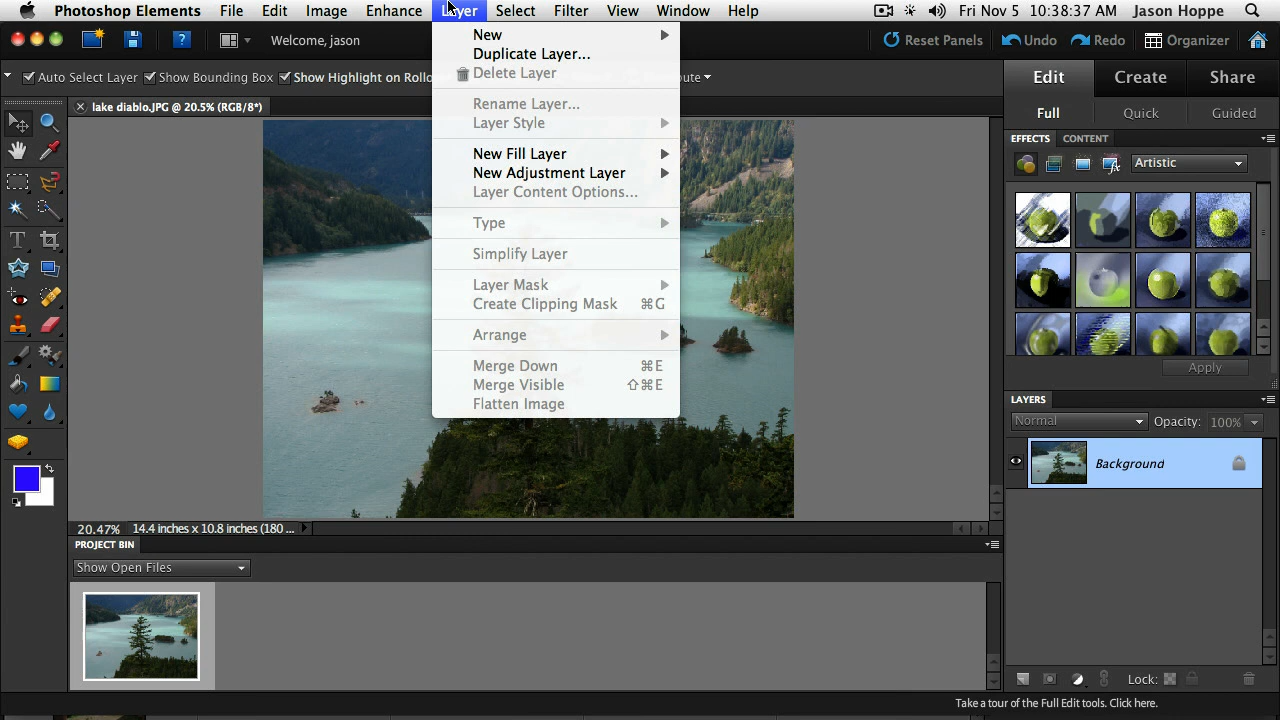 Photoshop Elements File Edit Image Enhance Layer Select Filter View Window Help Fri Nov 5 10:38:37 AM Jason Hoppe
Welcome, jason Reset Panels Undo Redo Organizer
Auto Select Layer Show Bounding Box Show Highlight on Rollo
Edit Create Share
lake diablo.JPG @ 20.5% (RGB/8*)
Full Quick Guided
EFFECTS CONTENT
Artistic
Apply
LAYERS
Normal Opacity: 100%
Background
Lock:
New
Duplicate Layer...
Delete Layer
Rename Layer...
Layer Style
New Fill Layer
New Adjustment Layer
Layer Content Options...
Type
Simplify Layer
Layer Mask
Create Clipping Mask ⌘G
Arrange
Merge Down ⌘E
Merge Visible ⇧⌘E
Flatten Image
20.47% 14.4 inches x 10.8 inches (180 ...
PROJECT BIN
Show Open Files
Take a tour of the Full Edit tools. Click here.